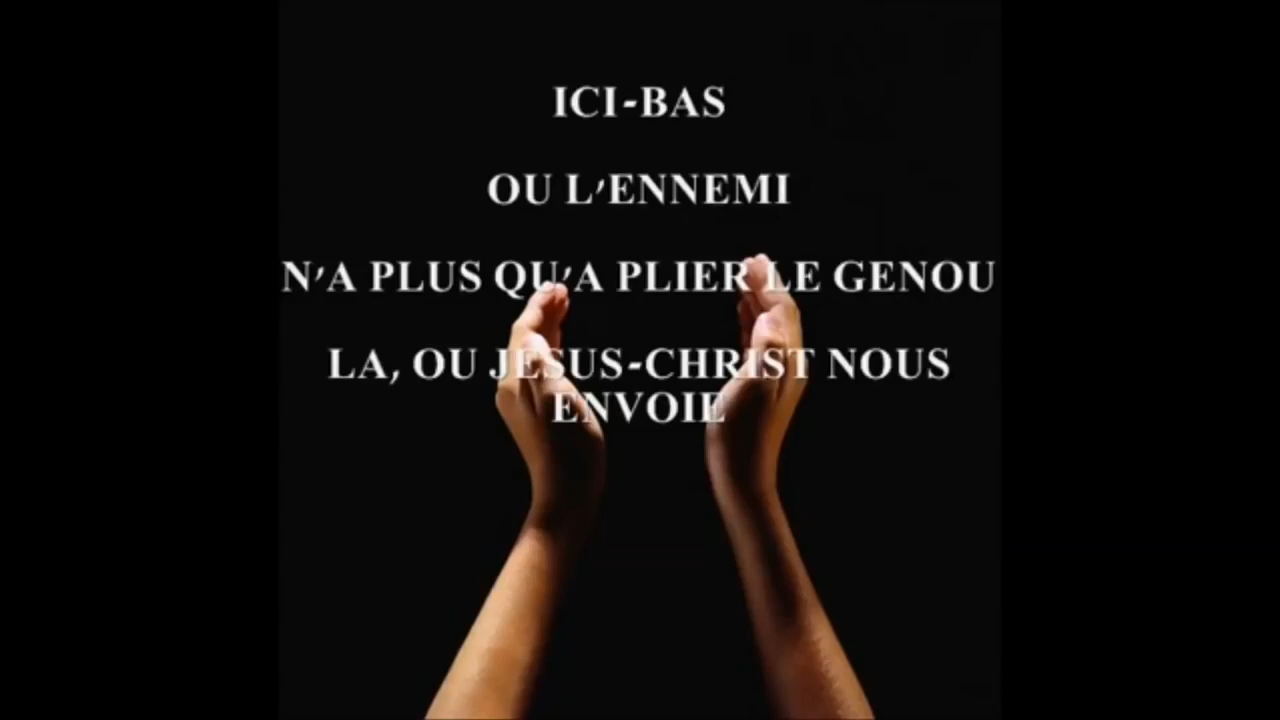 ICI-BAS
OU L'ENNEMI
N'A PLUS QU'A PLIER LE GENOU
LA, OU JESUS-CHRIST NOUS
ENVOIE